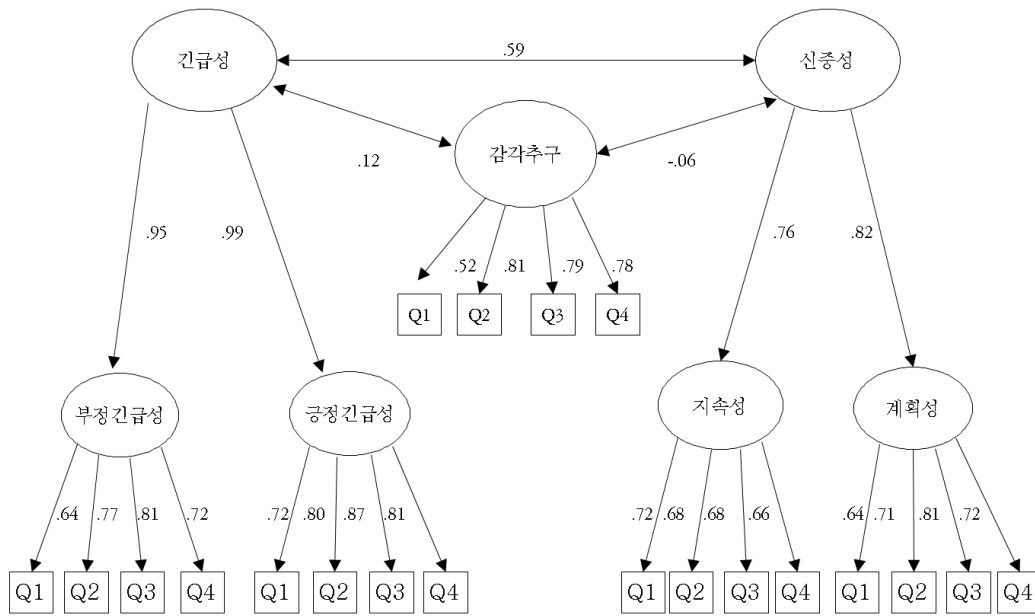 긴급성
.59
신중성
감각추구
.12
-.06
.95
.99
.76
.82
.52
.81
.79
.78
Q1
Q2
Q3
Q4
부정긴급성
긍정긴급성
지속성
계획성
.64
.77
.81
.72
.72
.80
.87
.81
.72
.68
.68
.66
.64
.71
.81
.72
Q1
Q2
Q3
Q4
Q1
Q2
Q3
Q4
Q1
Q2
Q3
Q4
Q1
Q2
Q3
Q4